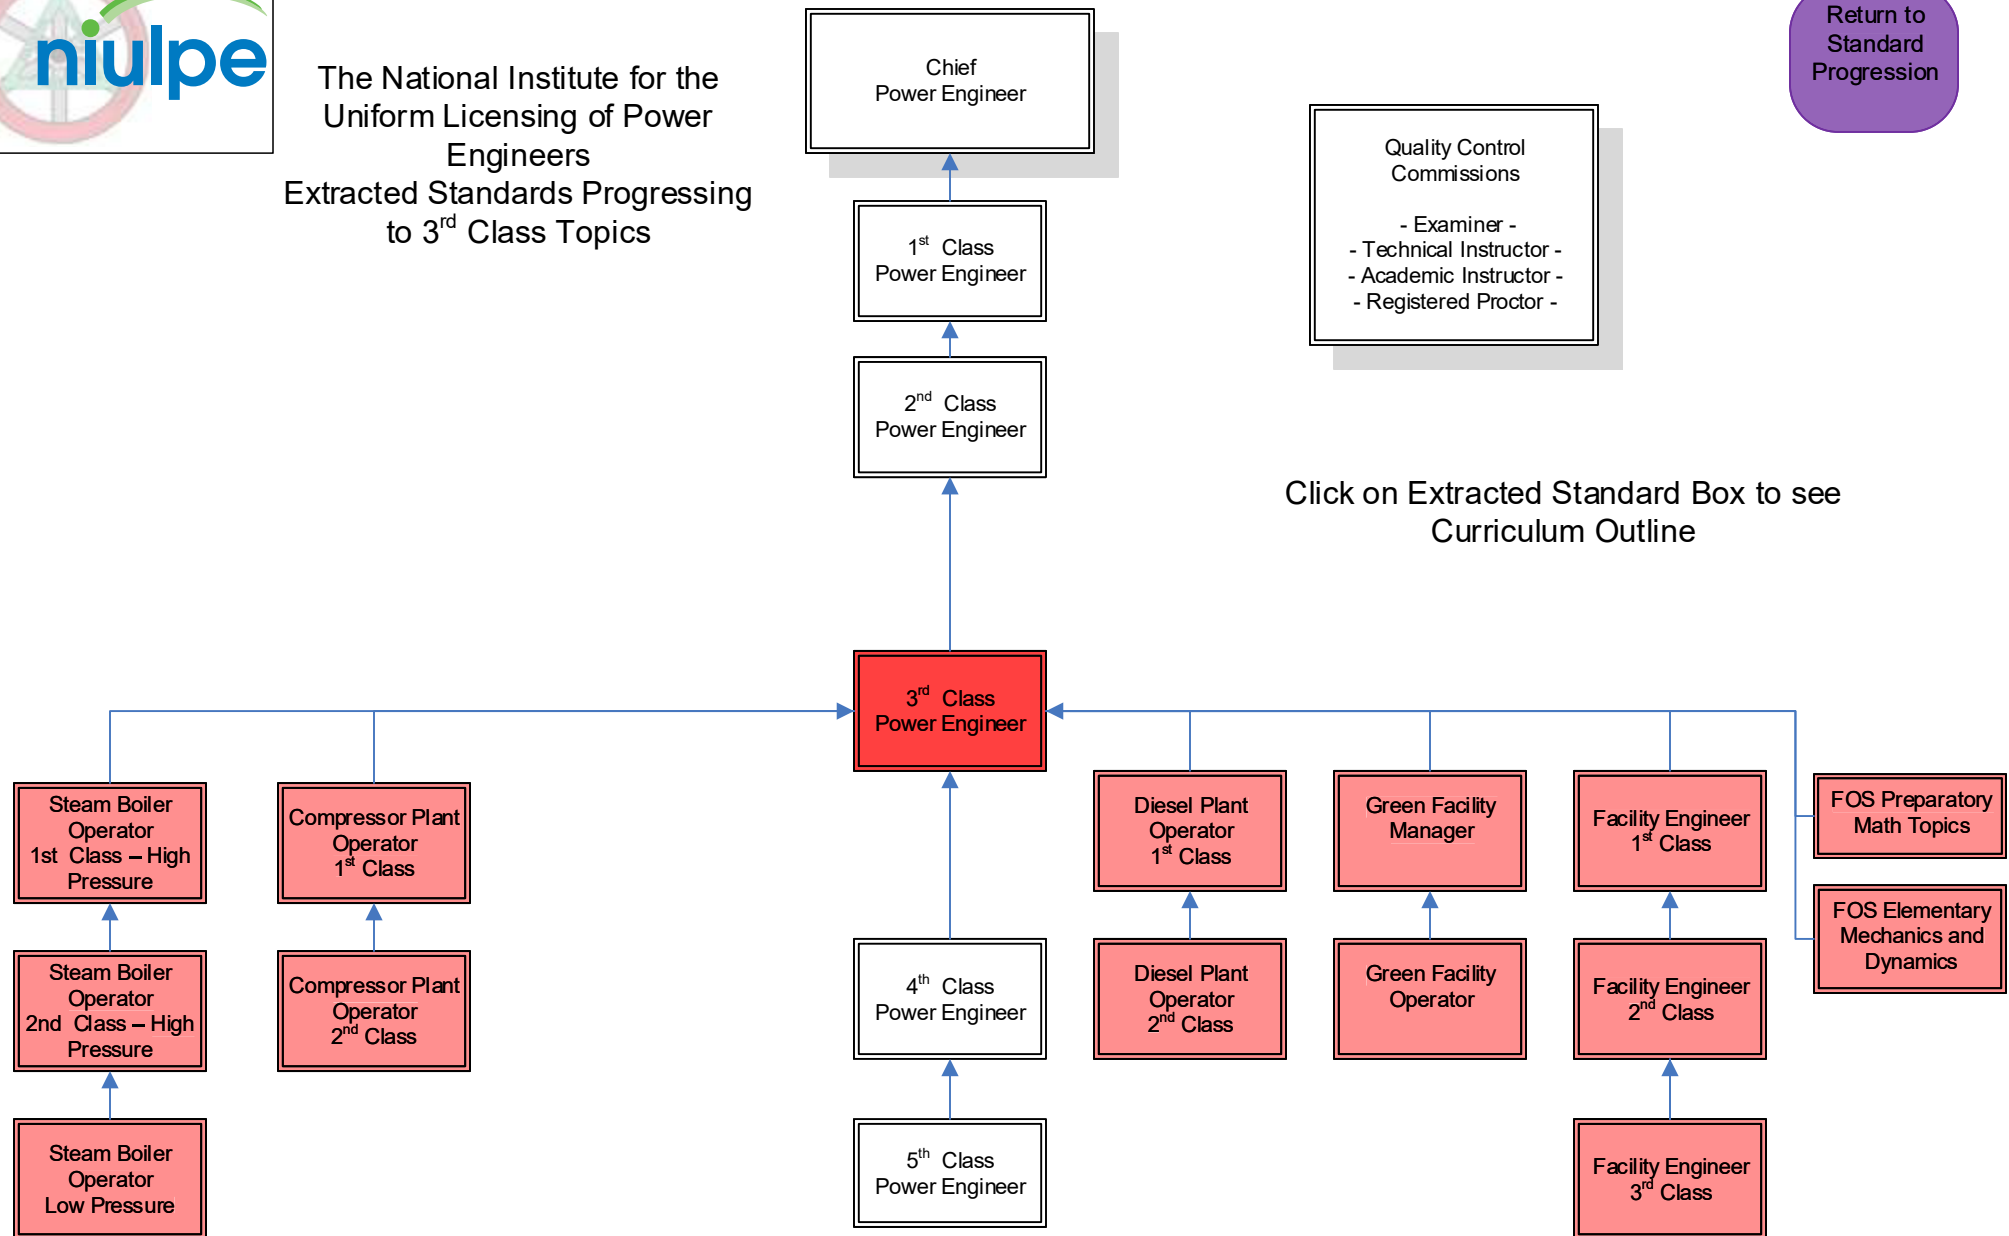 niulpe
The National Institute for the
Uniform Licensing of Power
Engineers
Extracted Standards Progressing
to 3rd Class Topics
Chief
Power Engineer
Return to
Standard
Progression
Quality Control
Commissions
- Examiner -
- Technical Instructor -
- Academic Instructor -
- Registered Proctor -
1st Class
Power Engineer
2nd Class
Power Engineer
Click on Extracted Standard Box to see
Curriculum Outline
3rd Class
Power Engineer
Steam Boiler
Operator
1st Class – High
Pressure
Compressor Plant
Operator
1st Class
Diesel Plant
Operator
1st Class
Green Facility
Manager
Facility Engineer
1st Class
FOS Preparatory
Math Topics
FOS Elementary
Mechanics and
Dynamics
Steam Boiler
Operator
2nd Class – High
Pressure
Compressor Plant
Operator
2nd Class
4th Class
Power Engineer
Diesel Plant
Operator
2nd Class
Green Facility
Operator
Facility Engineer
2nd Class
Steam Boiler
Operator
Low Pressure
5th Class
Power Engineer
Facility Engineer
3rd Class